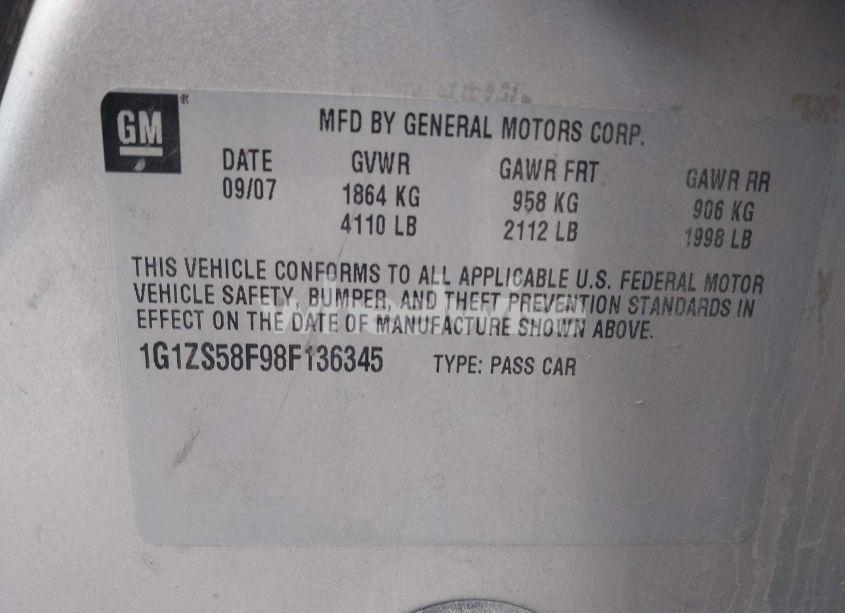 GM®
MFD BY GENERAL MOTORS CORP.
DATE GVWR GAWR FRT GAWR RR
09/07 1864 KG 958 KG 906 KG
4110 LB 2112 LB 1998 LB
THIS VEHICLE CONFORMS TO ALL APPLICABLE U.S. FEDERAL MOTOR
VEHICLE SAFETY, BUMPER, AND THEFT PREVENTION STANDARDS IN
EFFECT ON THE DATE OF MANUFACTURE SHOWN ABOVE.
1G1ZS58F98F136345 TYPE: PASS CAR